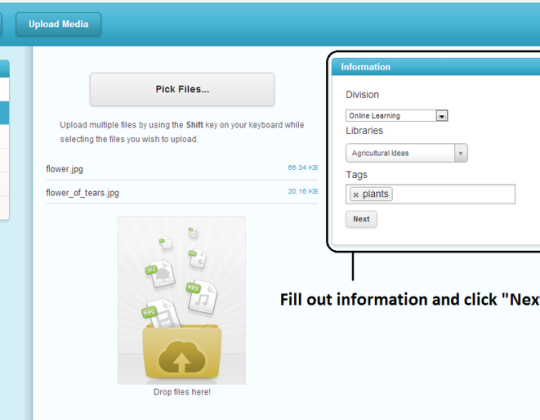 Upload Media
Pick Files...
Upload multiple files by using the Shift key on your keyboard while
selecting the files you wish to upload.
flower.jpg 66.34 KB
flower_of_tears.jpg 20.16 KB
Drop files here!
Information
Division
Online Learning
Libraries
Agricultural Ideas
Tags
× plants
Next
Fill out information and click "Nex